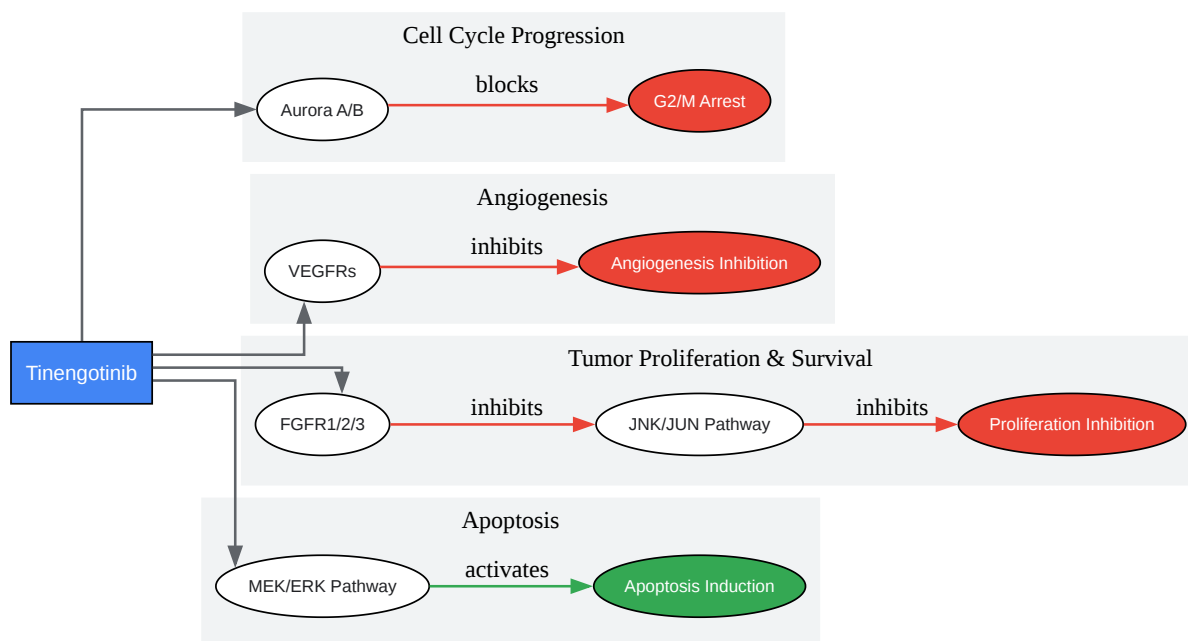 Cell Cycle Progression
Aurora A/B
blocks
G2/M Arrest
Angiogenesis
VEGFRs
inhibits
Angiogenesis Inhibition
Tinengotinib
Tumor Proliferation & Survival
FGFR1/2/3
inhibits
JNK/JUN Pathway
inhibits
Proliferation Inhibition
Apoptosis
MEK/ERK Pathway
activates
Apoptosis Induction